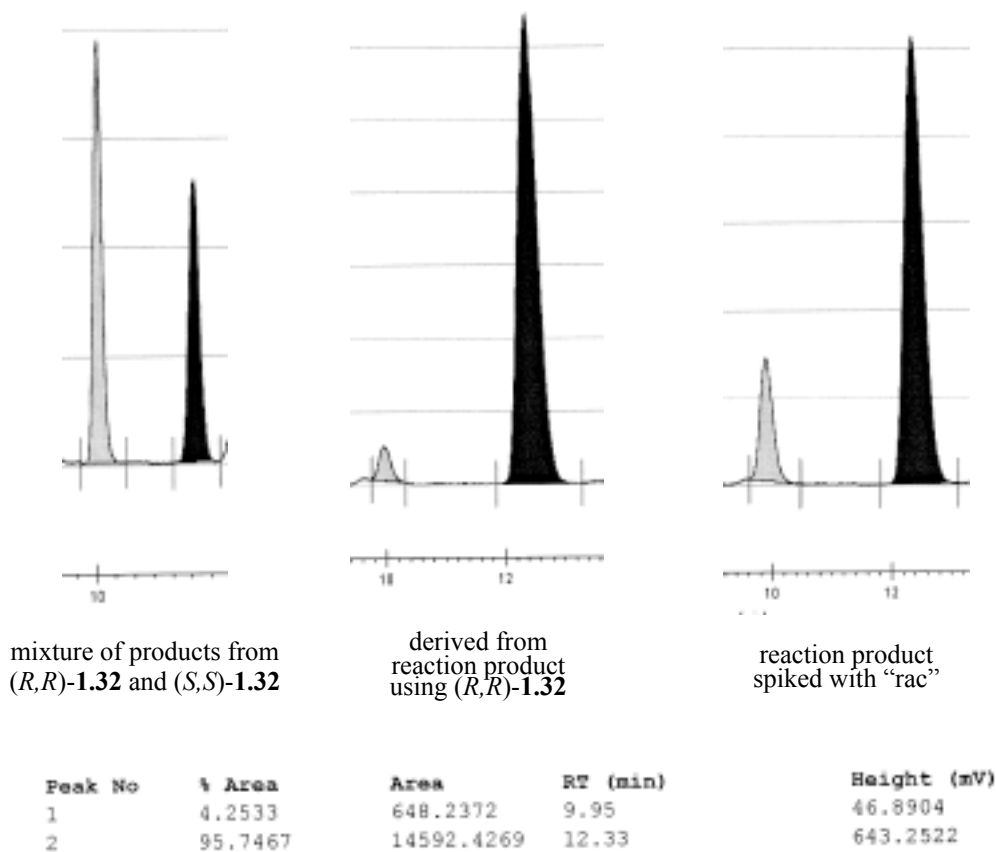 10
10
12
10
12
mixture of products from
(R,R)-1.32 and (S,S)-1.32
derived from
reaction product
using (R,R)-1.32
reaction product
spiked with “rac”
Peak No % Area Area RT (min) Height (mV)
1 4.2533 648.2372 9.95 46.8904
2 95.7467 14592.4269 12.33 643.2522